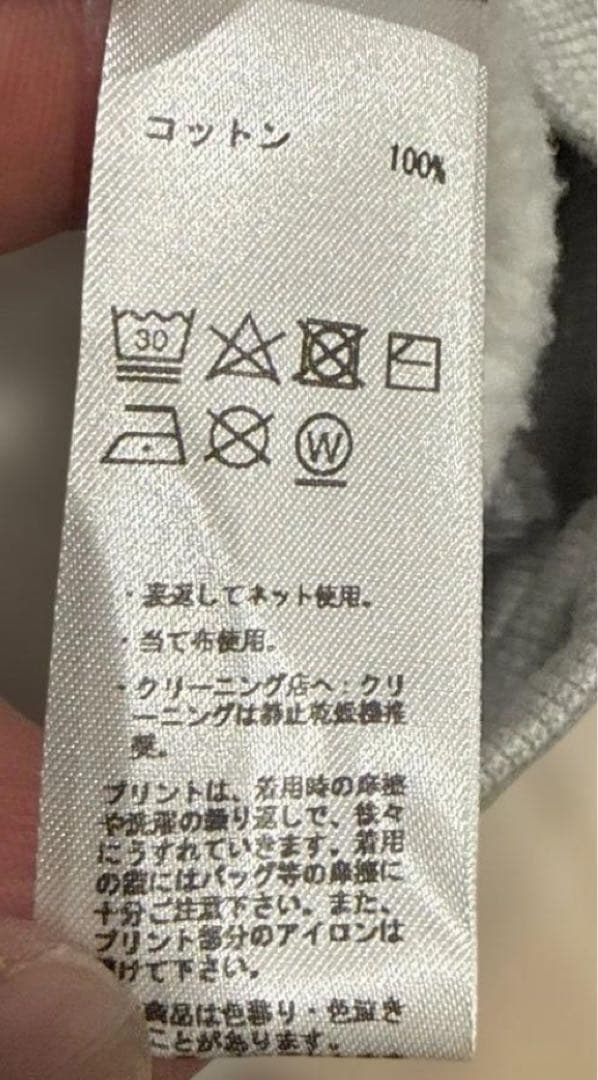 コットン
100%
30
W
・裏返してネット使用。
・当て布使用。
・クリーニング店へ:クリ
ーニングは静止乾燥機推
奨。
プリントは、着用時の摩擦
や洗濯の繰り返しで、徐々
にうすれていきます。着用
の際にはバッグ等の摩擦に
十分ご注意下さい。また、
プリント部分のアイロンは
避けて下さい。
商品は色移り・色泣き
ことがあります。